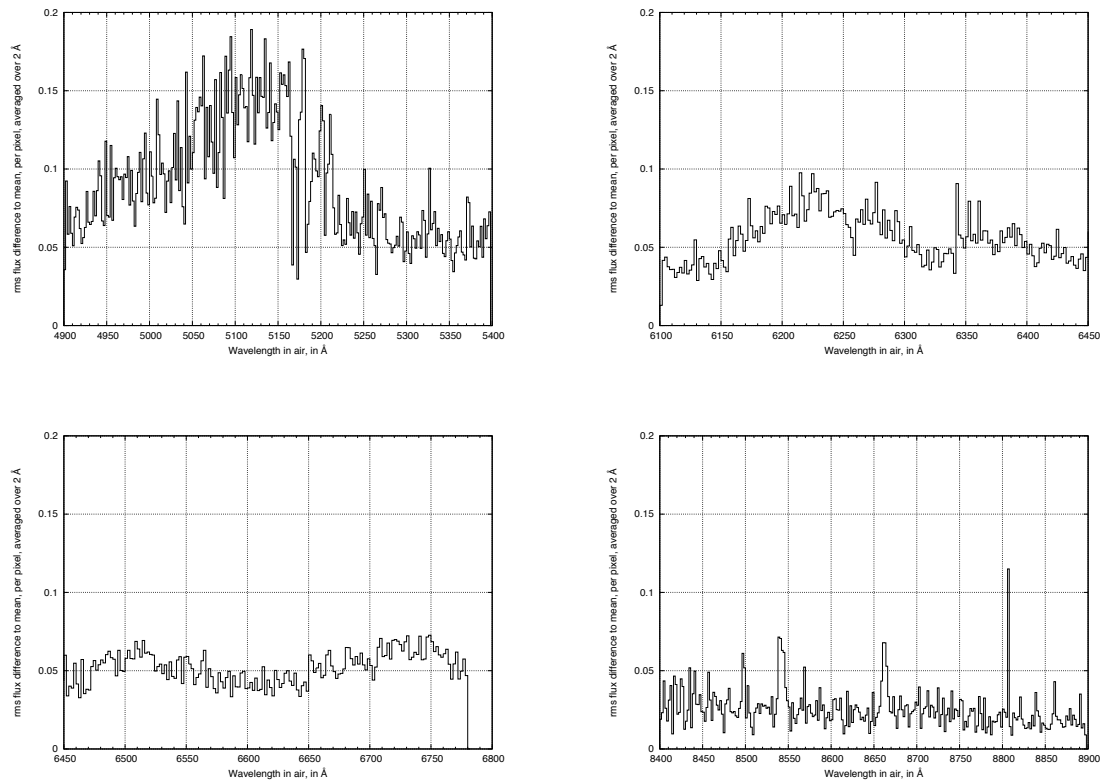 rms flux difference to mean, per pixel, averaged over 2 Å
0.2
0.15
0.1
0.05
0
4900 4950 5000 5050 5100 5150 5200 5250 5300 5350 5400
Wavelength in air, in Å
rms flux difference to mean, per pixel, averaged over 2 Å
0.2
0.15
0.1
0.05
0
6100 6150 6200 6250 6300 6350 6400 6450
Wavelength in air, in Å
rms flux difference to mean, per pixel, averaged over 2 Å
0.2
0.15
0.1
0.05
0
6450 6500 6550 6600 6650 6700 6750 6800
Wavelength in air, in Å
rms flux difference to mean, per pixel, averaged over 2 Å
0.2
0.15
0.1
0.05
0
8400 8450 8500 8550 8600 8650 8700 8750 8800 8850 8900
Wavelength in air, in Å